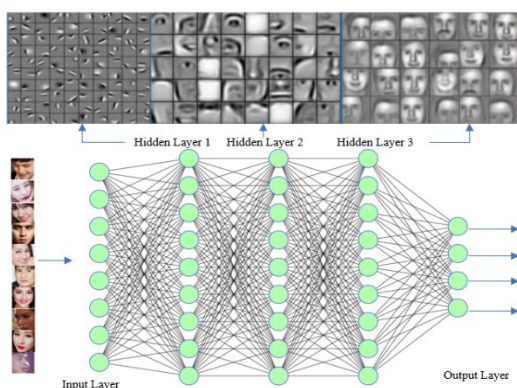 Hidden Layer 1 Hidden Layer 2 Hidden Layer 3
Input Layer
Output Layer